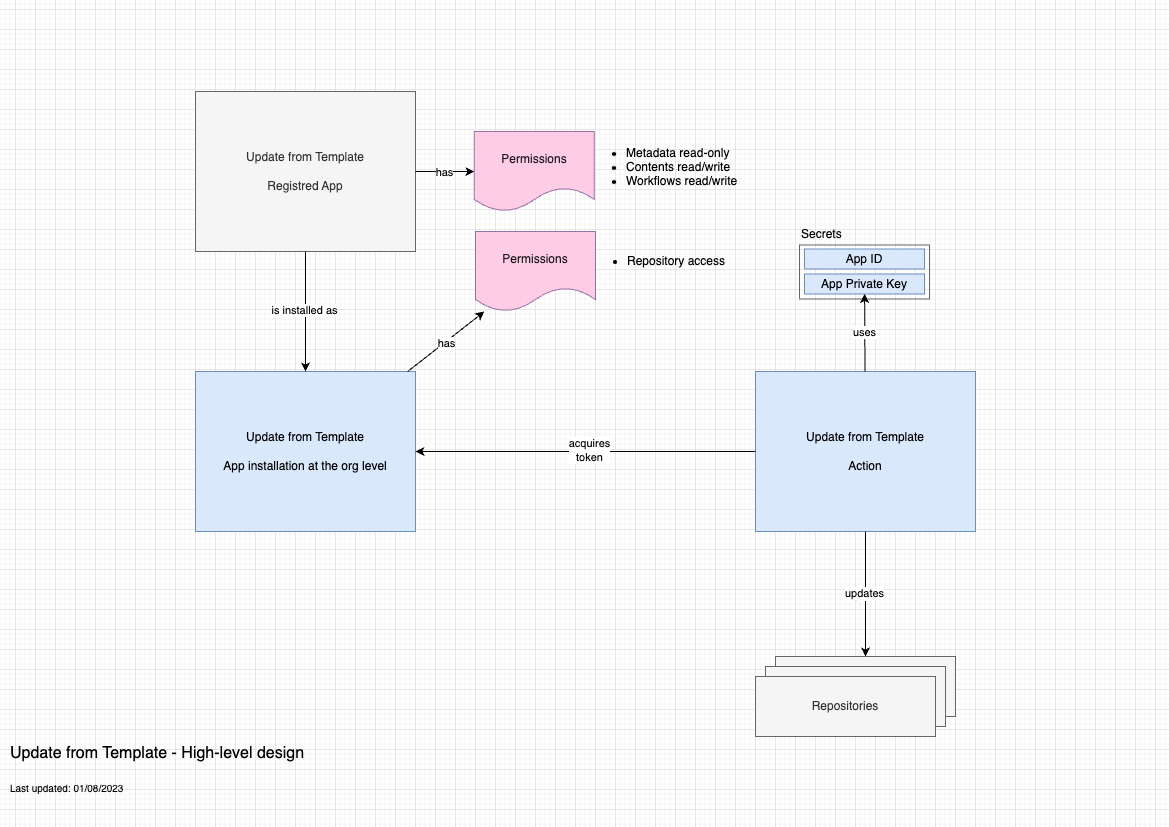 Update from Template
Registred App
has
Permissions
Metadata read-only
Contents read/write
Workflows read/write
Permissions
Repository access
Secrets
App ID
App Private Key
is installed as
has
uses
Update from Template
App installation at the org level
acquires
token
Update from Template
Action
updates
Repositories
Update from Template - High-level design
Last updated: 01/08/2023